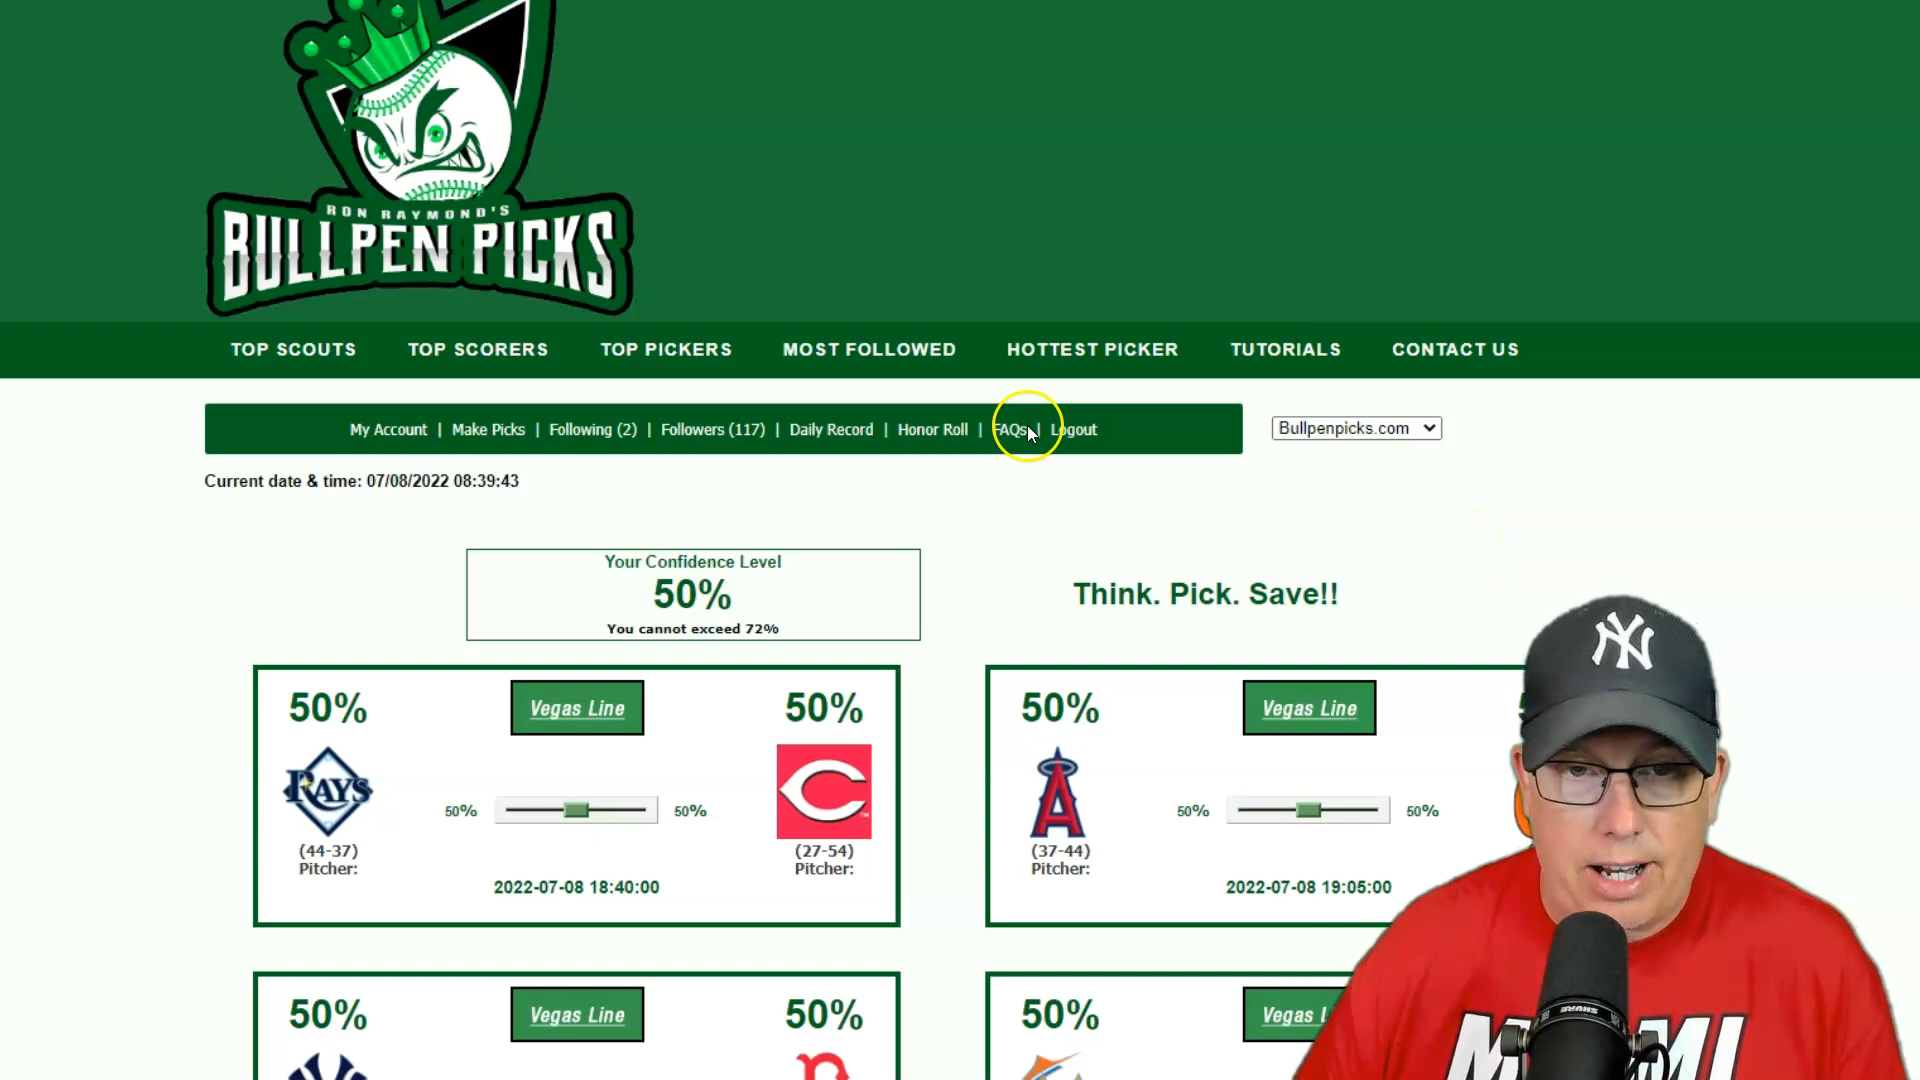 RON RAYMOND'S
BULLPEN PICKS
TOP SCOUTS TOP SCORERS TOP PICKERS MOST FOLLOWED HOTTEST PICKER TUTORIALS CONTACT US
My Account | Make Picks | Following (2) | Followers (117) | Daily Record | Honor Roll | FAQs | Logout
Bullpenpicks.com
Current date & time: 07/08/2022 08:39:43
Your Confidence Level
50%
You cannot exceed 72%
Think. Pick. Save!!
50% Vegas Line 50%
RAYS
C
50% 50%
(44-37) (27-54)
Pitcher: Pitcher:
2022-07-08 18:40:00
50% Vegas Line
A
50% 50%
(37-44)
Pitcher:
2022-07-08 19:05:00
50% Vegas Line 50%
50% Vegas
NY
SHURE